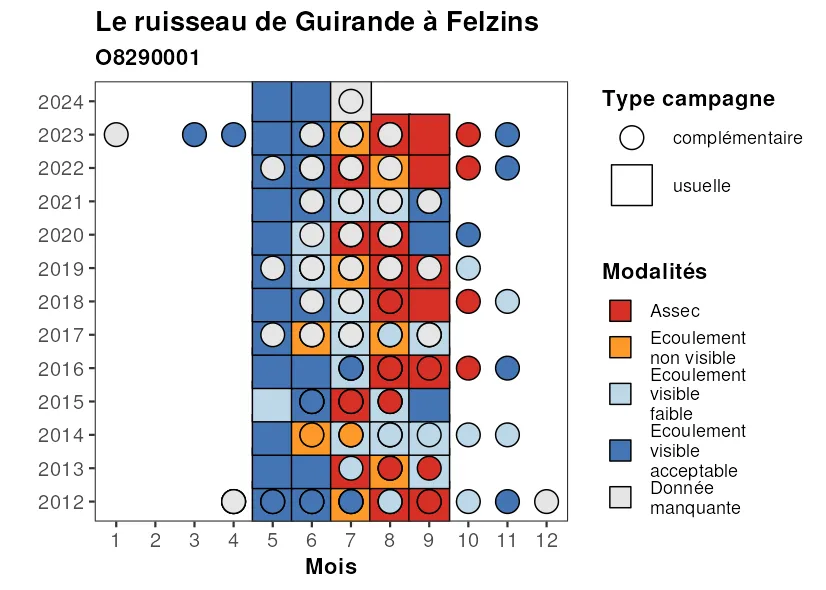 Le ruisseau de Guirande à Felzins
O8290001
2024
2023
2022
2021
2020
2019
2018
2017
2016
2015
2014
2013
2012
1 2 3 4 5 6 7 8 9 10 11 12
Mois
Type campagne
complémentaire
usuelle
Modalités
Assec
Ecoulement
non visible
Ecoulement
visible
faible
Ecoulement
visible
acceptable
Donnée
manquante